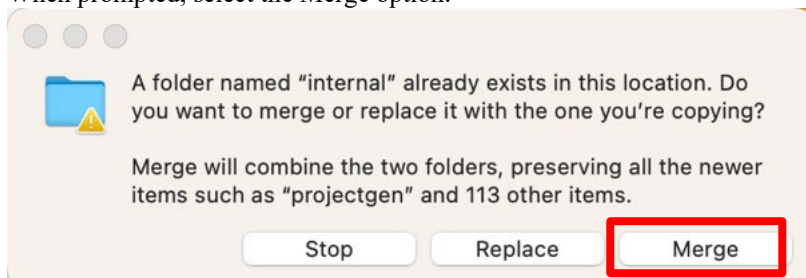 When prompted, select the Merge option.
A folder named “internal” already exists in this location. Do
you want to merge or replace it with the one you’re copying?
Merge will combine the two folders, preserving all the newer
items such as “projectgen” and 113 other items.
Stop
Replace
Merge